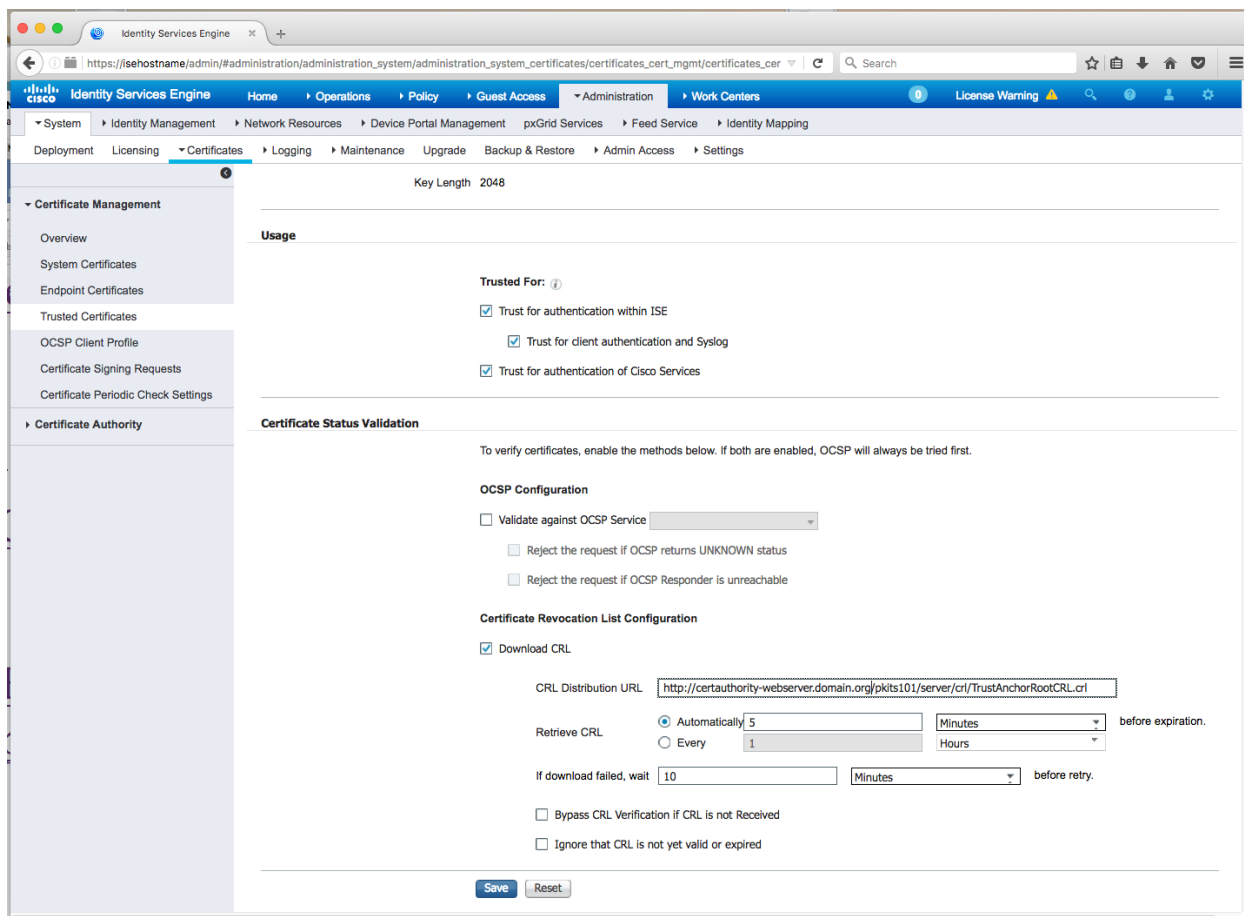 Identity Services Engine
https://isehostname/admin/#administration/administration_system/administration_system_certificates/certificates_cert_mgmt/certificates_cer
Search
CISCO Identity Services Engine Home Operations Policy Guest Access Administration Work Centers 0 License Warning
System Identity Management Network Resources Device Portal Management pxGrid Services Feed Service Identity Mapping
Deployment Licensing Certificates Logging Maintenance Upgrade Backup & Restore Admin Access Settings
Certificate Management
Overview
System Certificates
Endpoint Certificates
Trusted Certificates
OCSP Client Profile
Certificate Signing Requests
Certificate Periodic Check Settings
Certificate Authority
Key Length 2048
Usage
Trusted For:
Trust for authentication within ISE
Trust for client authentication and Syslog
Trust for authentication of Cisco Services
Certificate Status Validation
To verify certificates, enable the methods below. If both are enabled, OCSP will always be tried first.
OCSP Configuration
Validate against OCSP Service
Reject the request if OCSP returns UNKNOWN status
Reject the request if OCSP Responder is unreachable
Certificate Revocation List Configuration
Download CRL
CRL Distribution URL http://certauthority-webserver.domain.org/pkits101/server/crl/TrustAnchorRootCRL.crl
Retrieve CRL
Automatically 5 Minutes before expiration.
Every 1 Hours
If download failed, wait 10 Minutes before retry.
Bypass CRL Verification if CRL is not Received
Ignore that CRL is not yet valid or expired
Save Reset